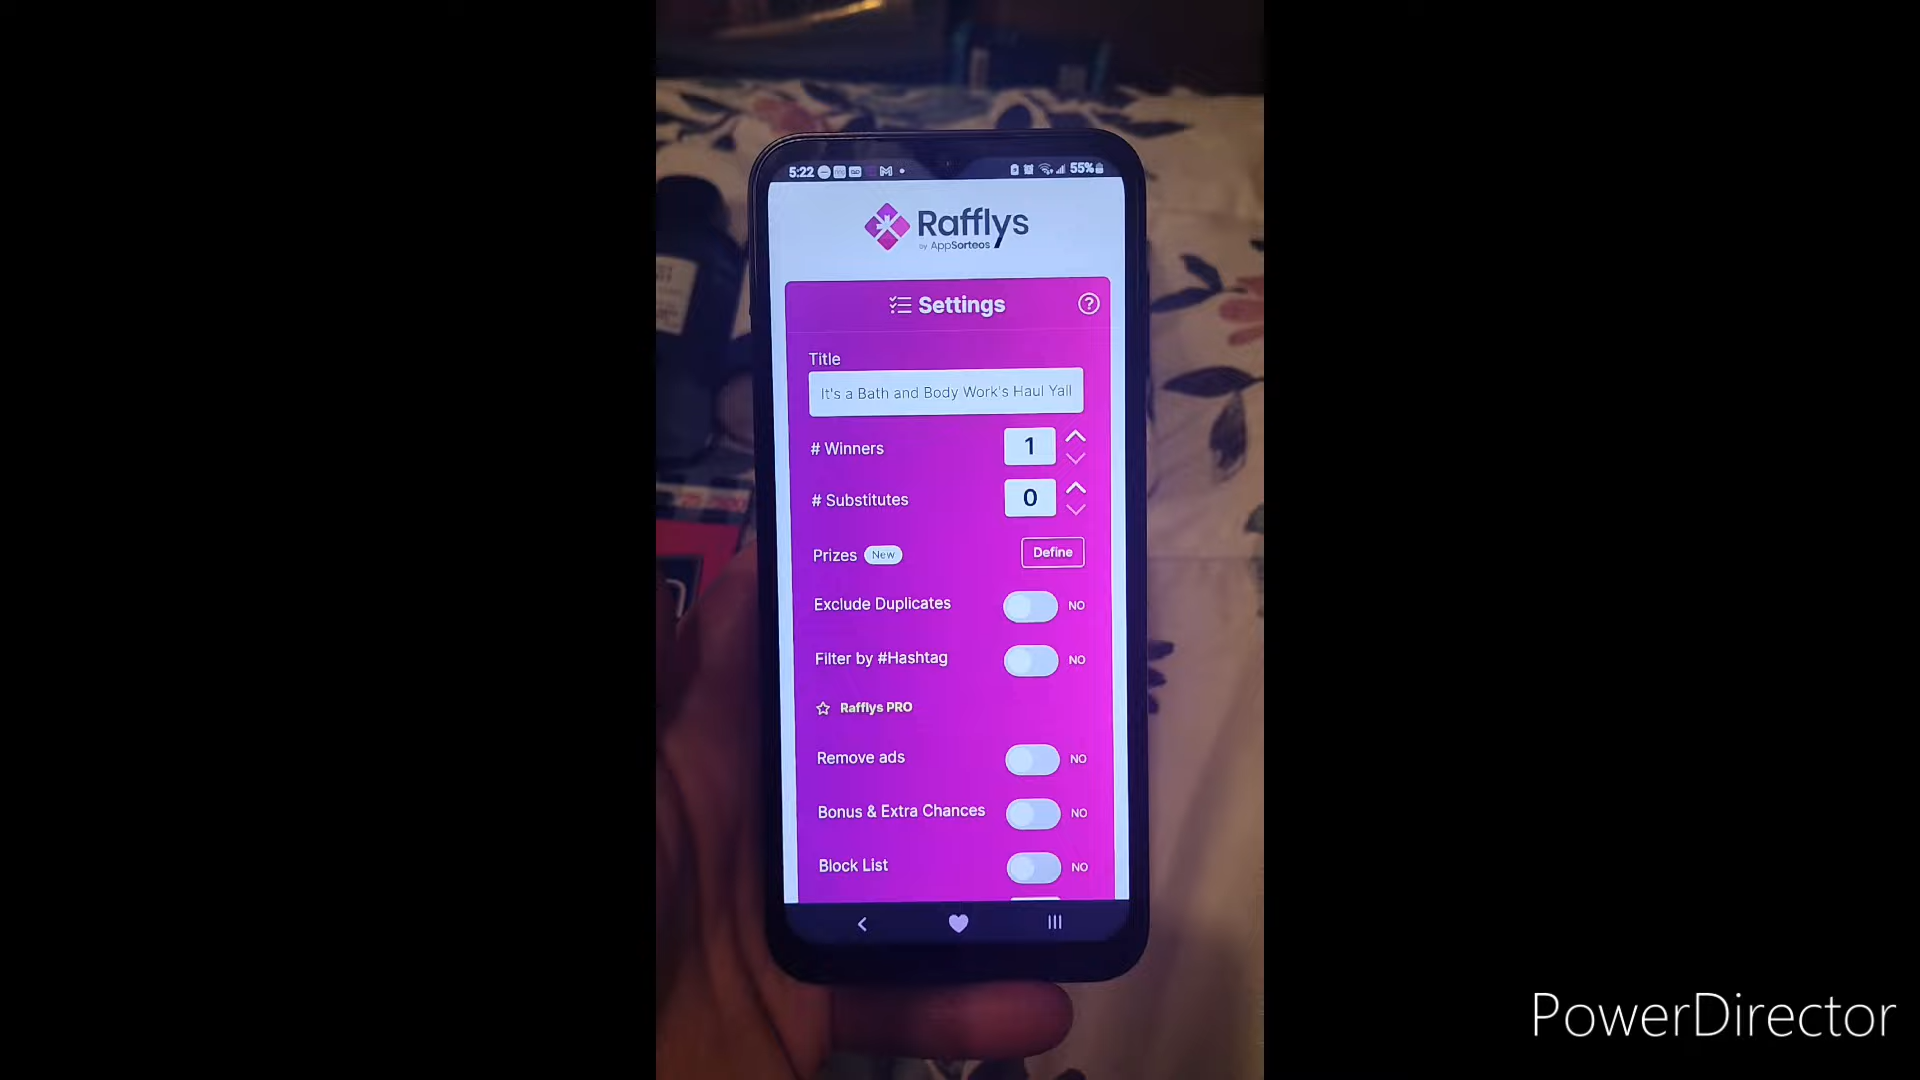 5:22
55%
Rafflys
by AppSorteos
Settings
Title
It's a Bath and Body Work's Haul Yall
# Winners
1
# Substitutes
0
Prizes New
Define
Exclude Duplicates
NO
Filter by #Hashtag
NO
Rafflys PRO
Remove ads
NO
Bonus & Extra Chances
NO
Block List
NO
PowerDirector